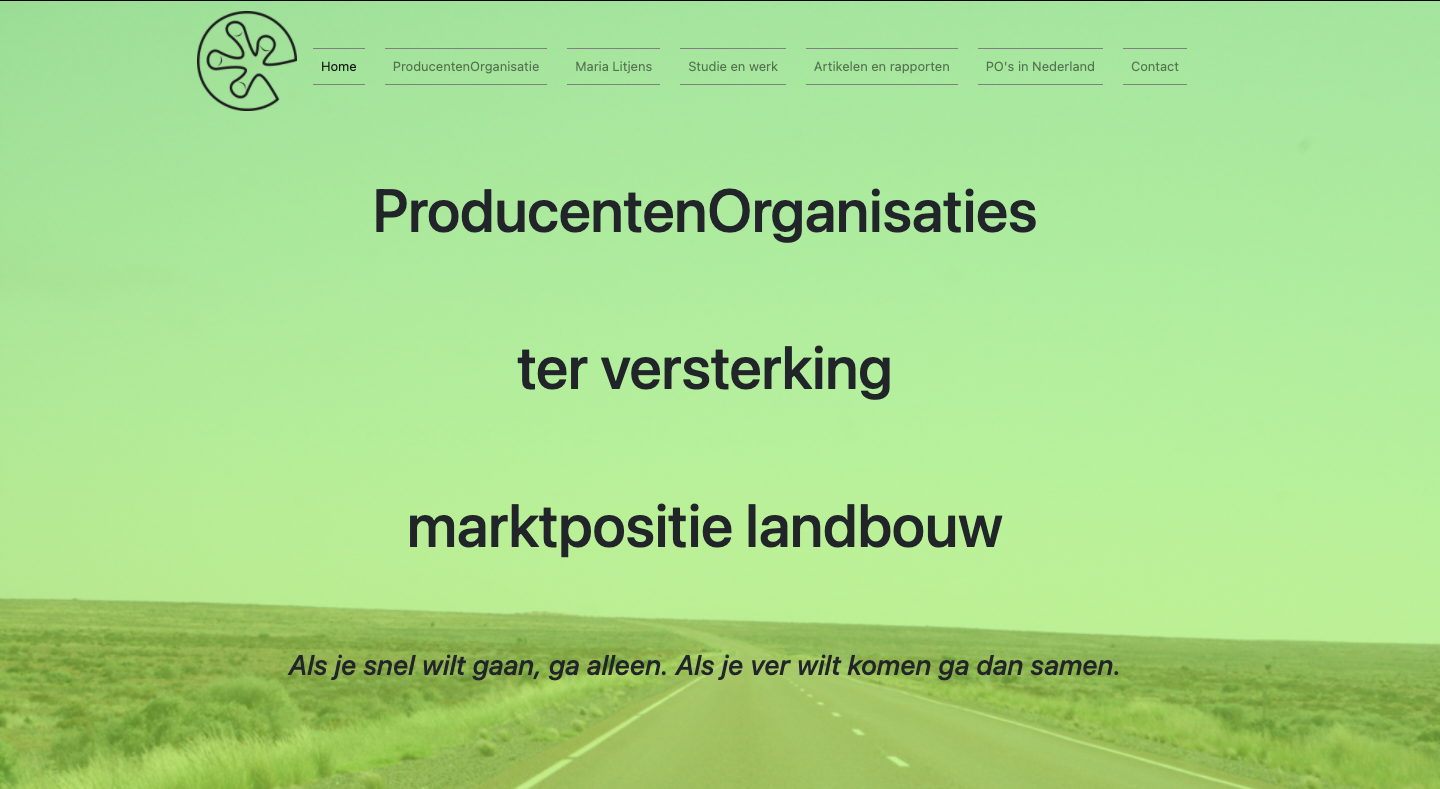 Home
ProducentenOrganisatie
Maria Litjens
Studie en werk
Artikelen en rapporten
PO's in Nederland
Contact
ProducentenOrganisaties
ter versterking
marktpositie landbouw
Als je snel wilt gaan, ga alleen. Als je ver wilt komen ga dan samen.